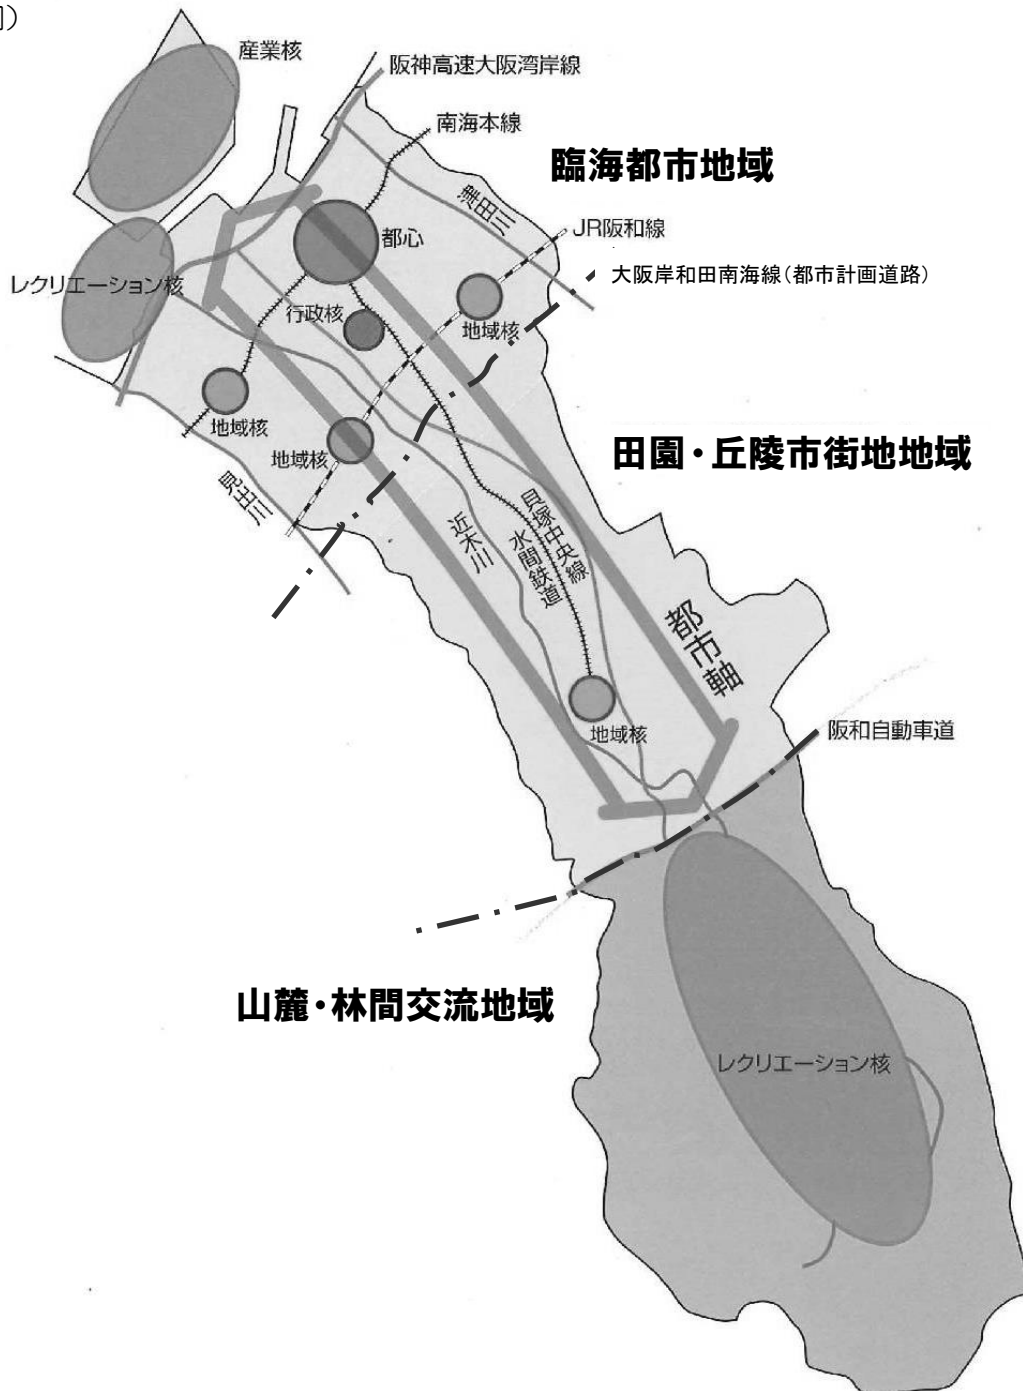 図)
産業核
阪神高速大阪湾岸線
南海本線
臨海都市地域
津田川
JR阪和線
都心
大阪岸和田南海線(都市計画道路)
レクリエーション核
行政核
地域核
地域核
地域核
田園・丘陵市街地地域
見出川
近木川
水間鉄道
貝塚中央線
都市軸
地域核
阪和自動車道
山麓・林間交流地域
レクリエーション核